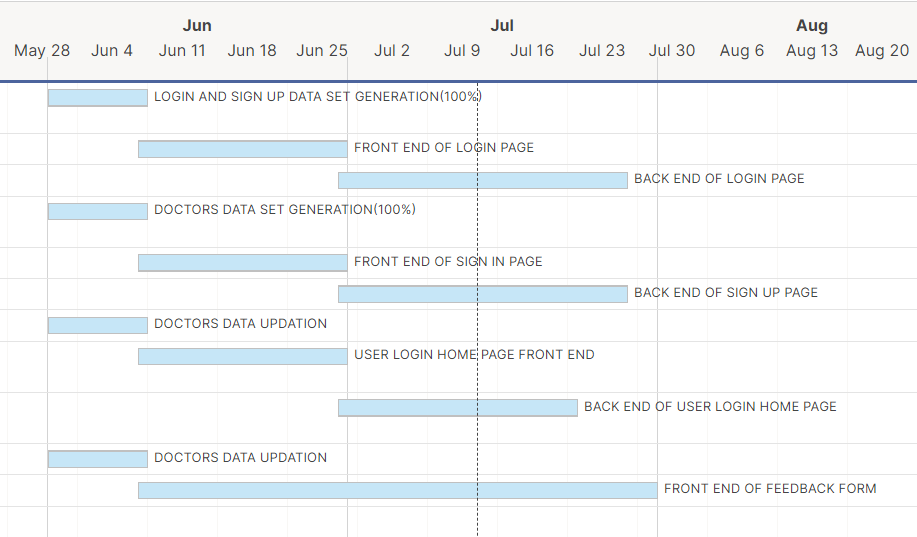 Jun Jul Aug
May 28 Jun 4 Jun 11 Jun 18 Jun 25 Jul 2 Jul 9 Jul 16 Jul 23 Jul 30 Aug 6 Aug 13 Aug 20
LOGIN AND SIGN UP DATA SET GENERATION(100%)
FRONT END OF LOGIN PAGE
BACK END OF LOGIN PAGE
DOCTORS DATA SET GENERATION(100%)
FRONT END OF SIGN IN PAGE
BACK END OF SIGN UP PAGE
DOCTORS DATA UPDATION
USER LOGIN HOME PAGE FRONT END
BACK END OF USER LOGIN HOME PAGE
DOCTORS DATA UPDATION
FRONT END OF FEEDBACK FORM